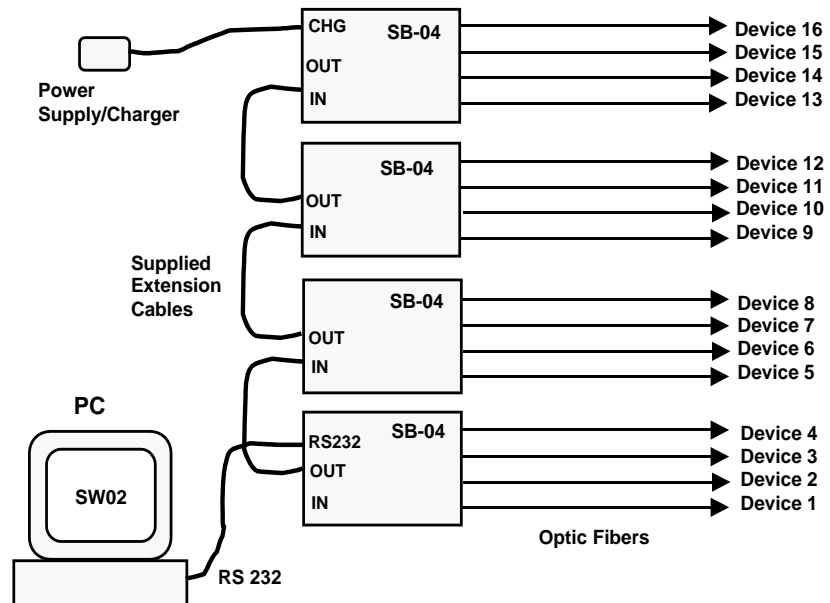 CHG
SB-04
OUT
IN
Power
Supply/Charger
Device 16
Device 15
Device 14
Device 13
SB-04
OUT
IN
Device 12
Device 11
Device 10
Device 9
Supplied
Extension
Cables
SB-04
OUT
IN
Device 8
Device 7
Device 6
Device 5
PC
SW02
RS 232
RS232
SB-04
OUT
IN
Device 4
Device 3
Device 2
Device 1
Optic Fibers